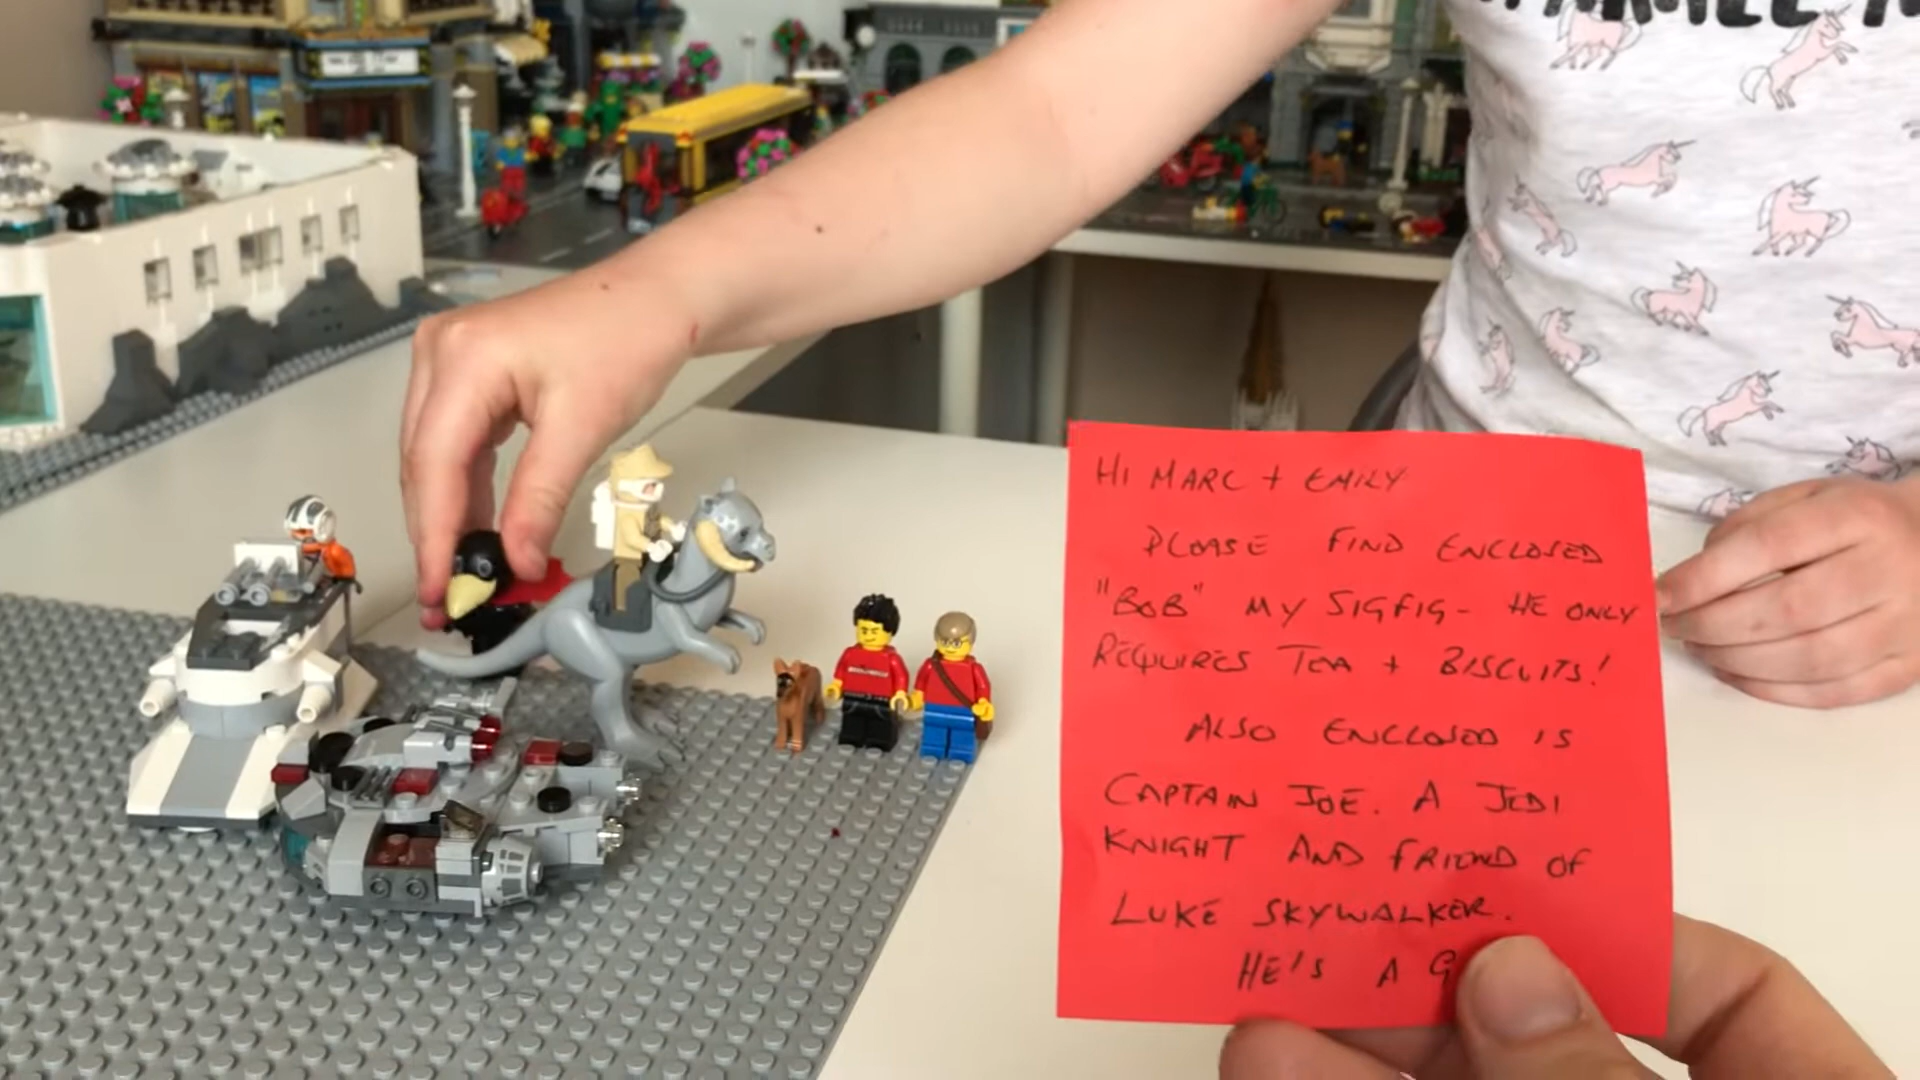 HI MARC + EMILY
PLEASE FIND ENCLOSED
"BOB" MY SIGFIG - HE ONLY
REQUIRES TEA + BISCUITS!
ALSO ENCLOSED IS
CAPTAIN JOE. A JEDI
KNIGHT AND FRIEND OF
LUKE SKYWALKER.
HE'S A G